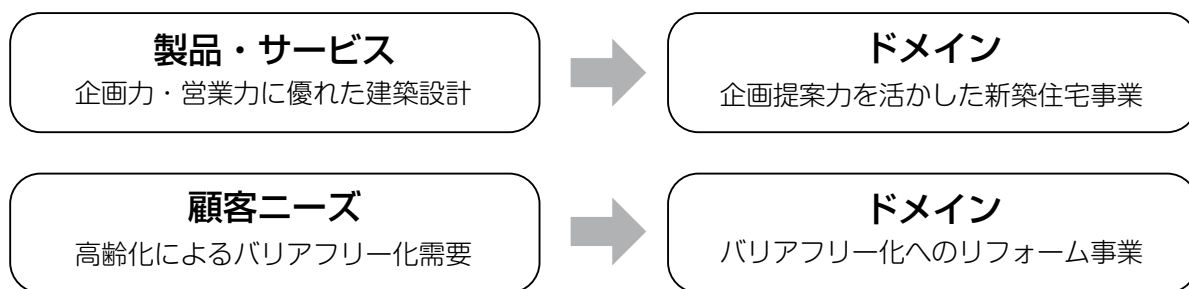 製品・サービス
企画力・営業力に優れた建築設計
ドメイン
企画提案力を活かした新築住宅事業
顧客ニーズ
高齢化によるバリアフリー化需要
ドメイン
バリアフリー化へのリフォーム事業